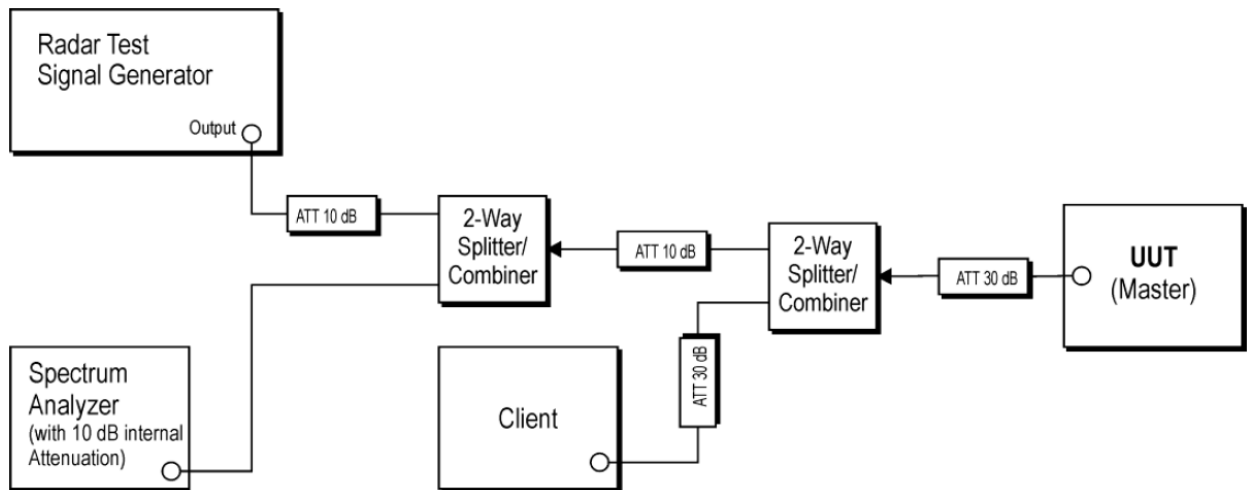 Radar Test
Signal Generator
Output
ATT 10 dB
2-Way
Splitter/
Combiner
ATT 10 dB
2-Way
Splitter/
Combiner
ATT 30 dB
UUT
(Master)
Spectrum
Analyzer
(with 10 dB internal
Attenuation)
Client
ATT 30 dB